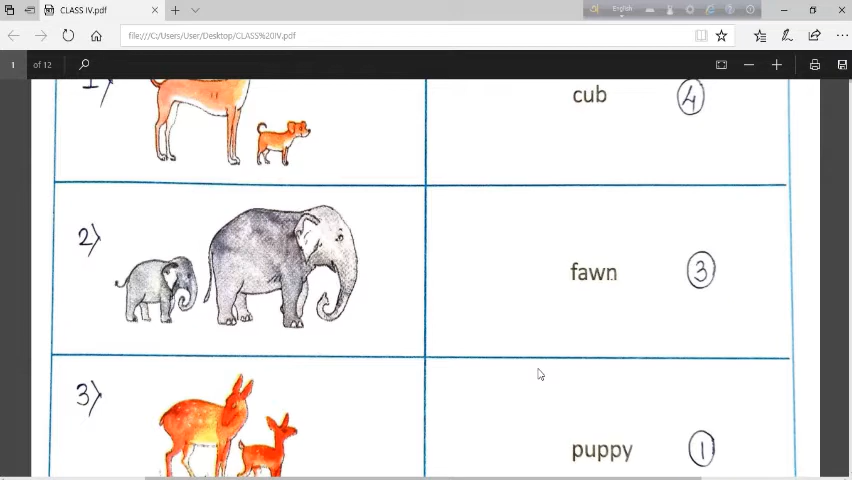 CLASS IV.pdf
English
file:///C:/Users/User/Desktop/CLASS%20IV.pdf
1 of 12
1) cub 4
2) fawn 3
3) puppy 1